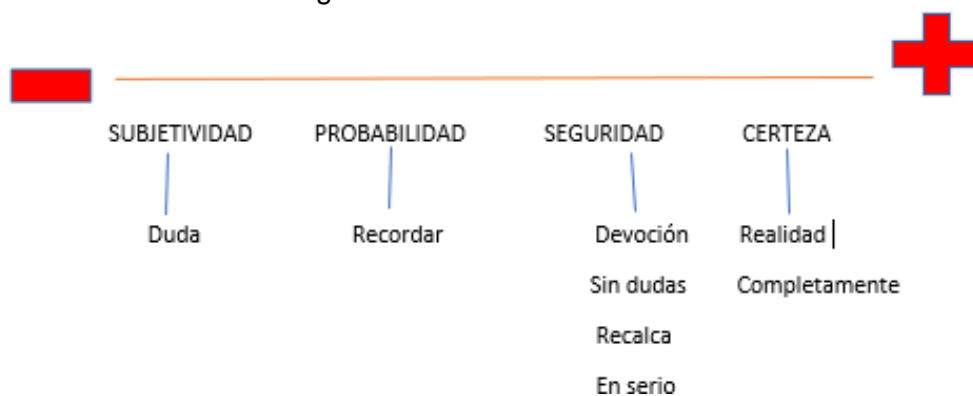 SUBJETIVIDAD PROBABILIDAD SEGURIDAD CERTEZA
Duda Recordar Devoción Realidad
Sin dudas Completamente
Recalca
En serio